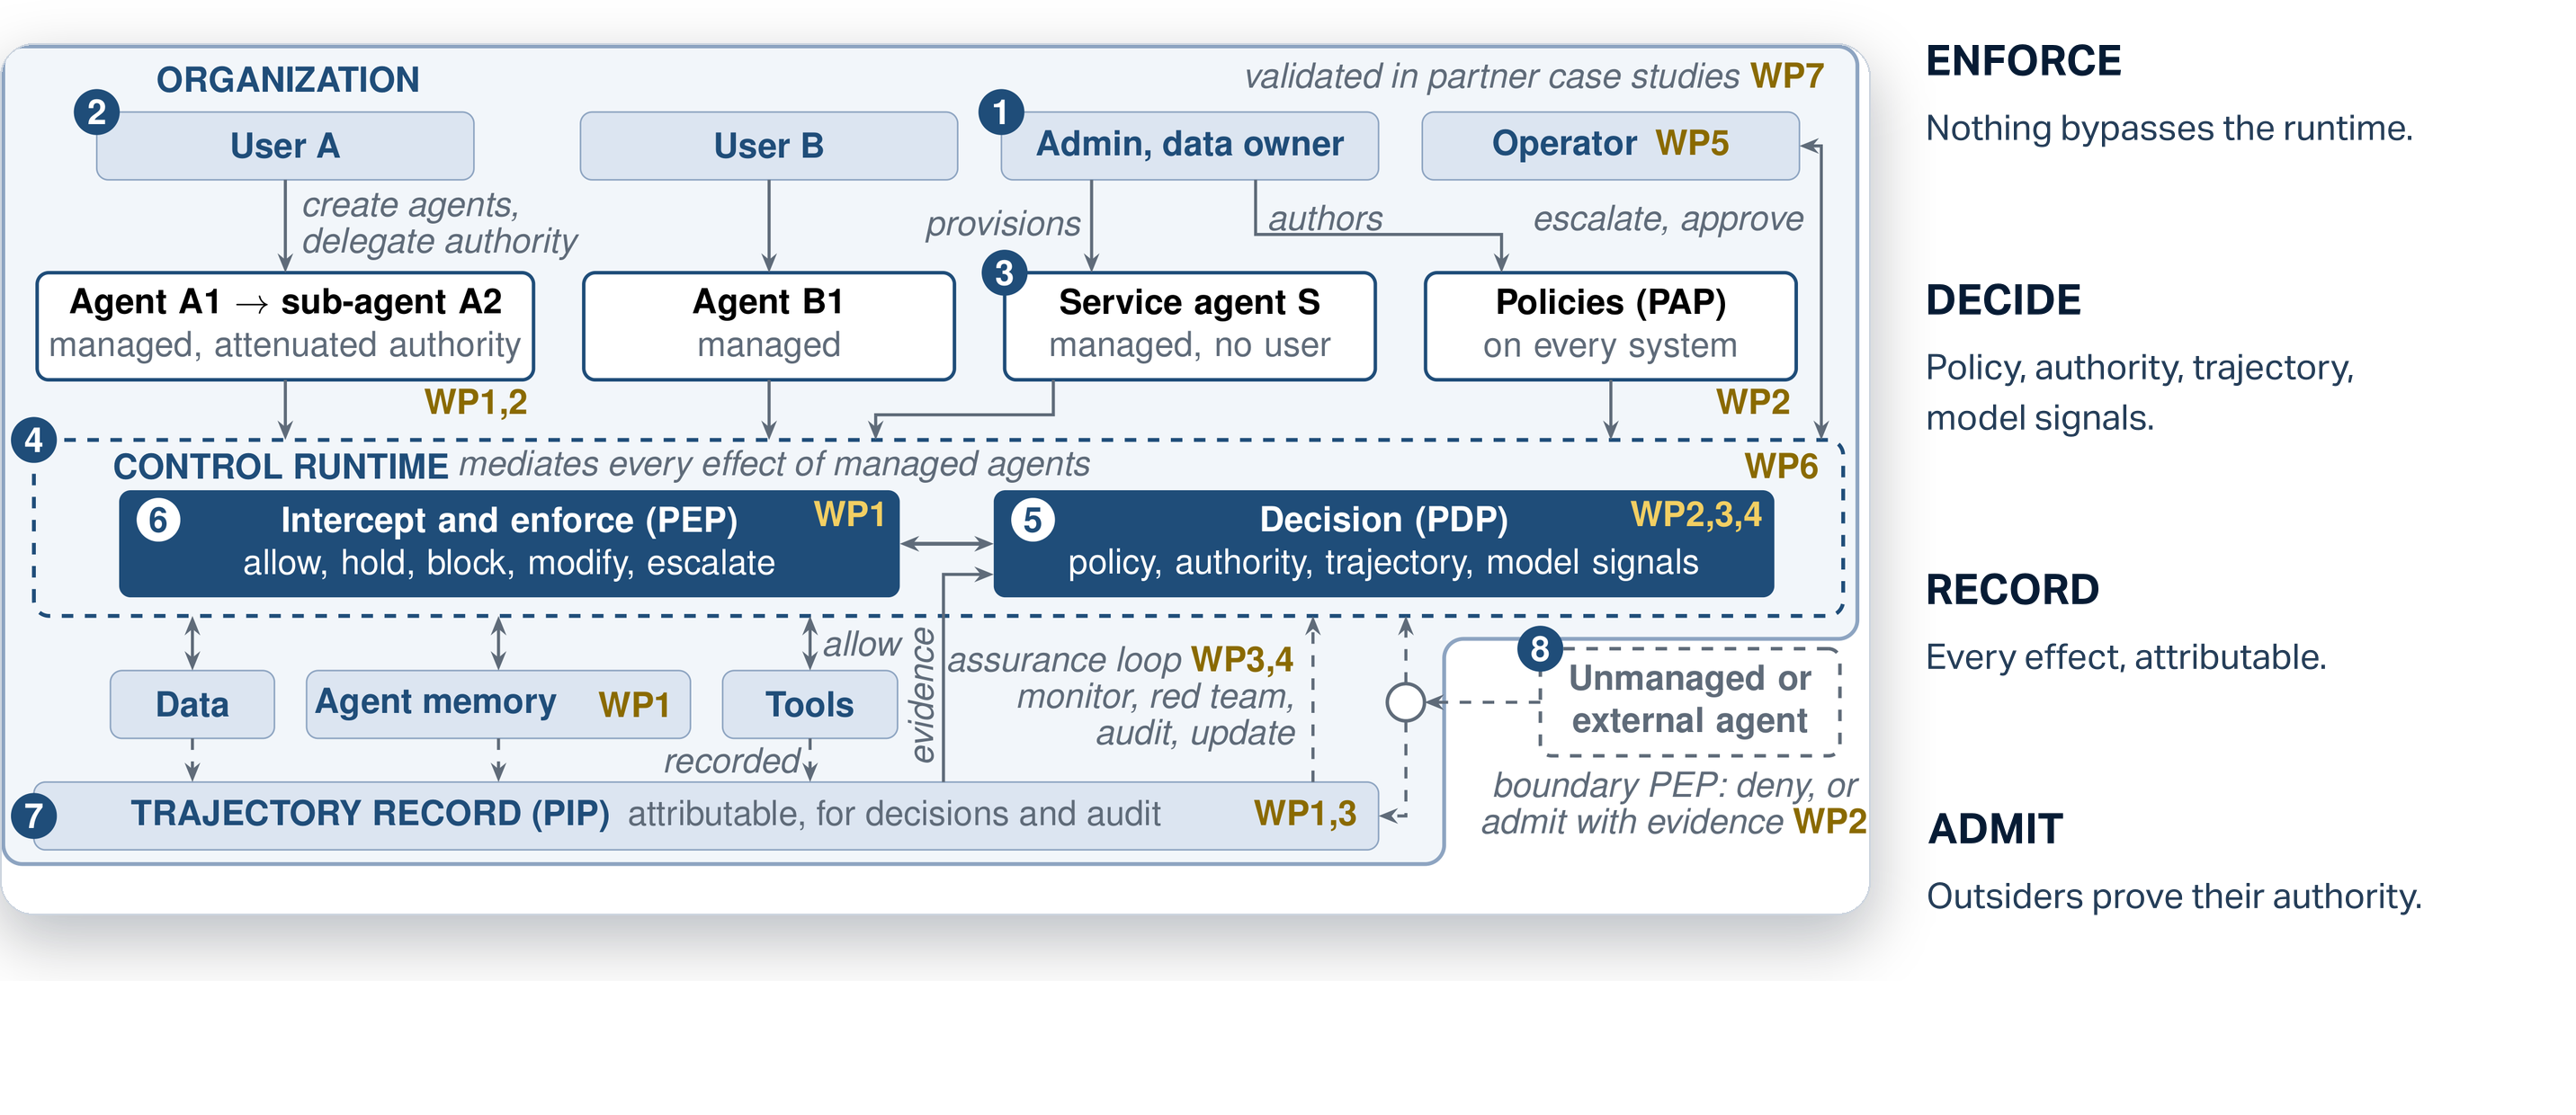 ORGANIZATION
validated in partner case studies WP7
2
User A
User B
1
Admin, data owner
Operator WP5
create agents,
delegate authority
provisions
authors
escalate, approve
Agent A1 → sub-agent A2
managed, attenuated authority
Agent B1
managed
3
Service agent S
managed, no user
Policies (PAP)
on every system
WP1,2
WP2
4
CONTROL RUNTIME mediates every effect of managed agents
WP6
6
Intercept and enforce (PEP)
WP1
allow, hold, block, modify, escalate
5
Decision (PDP)
WP2,3,4
policy, authority, trajectory, model signals
allow
evidence
assurance loop WP3,4
monitor, red team,
audit, update
Data
Agent memory WP1
Tools
recorded
8
Unmanaged or
external agent
boundary PEP: deny, or
admit with evidence WP2
7
TRAJECTORY RECORD (PIP) attributable, for decisions and audit WP1,3
ENFORCE
Nothing bypasses the runtime.
DECIDE
Policy, authority, trajectory,
model signals.
RECORD
Every effect, attributable.
ADMIT
Outsiders prove their authority.